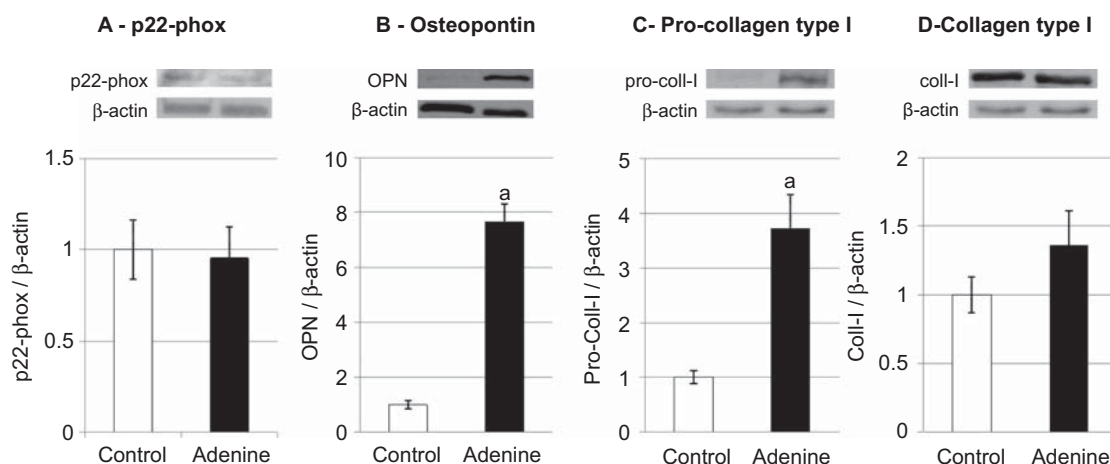 A - p22-phox
p22-phox
β-actin
p22-phox / β-actin
1.5
1
0.5
0
Control Adenine
B - Osteopontin
OPN
β-actin
OPN / β-actin
10
8
6
4
2
0
a
Control Adenine
C- Pro-collagen type I
pro-coll-I
β-actin
Pro-Coll-I / β-actin
5
4
3
2
1
0
a
Control Adenine
D-Collagen type I
coll-I
β-actin
Coll-I / β-actin
2
1.5
1
0.5
0
Control Adenine